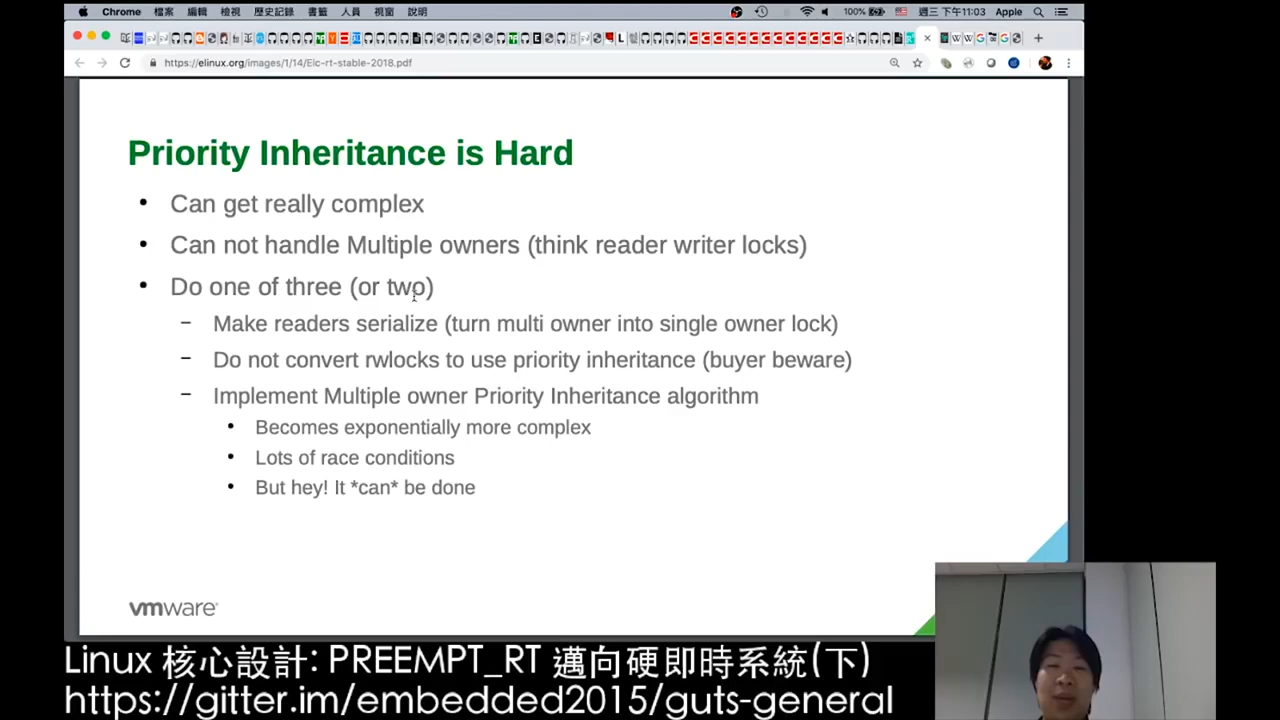 Chrome 檔案 編輯 檢視 歷史記錄 書籤 人員 視窗 說明 100% 週三下午11:03 Apple
https://elinux.org/images/1/14/Elc-rt-stable-2018.pdf
Priority Inheritance is Hard
• Can get really complex
• Can not handle Multiple owners (think reader writer locks)
• Do one of three (or two)
– Make readers serialize (turn multi owner into single owner lock)
– Do not convert rwlocks to use priority inheritance (buyer beware)
– Implement Multiple owner Priority Inheritance algorithm
• Becomes exponentially more complex
• Lots of race conditions
• But hey! It *can* be done
vmware
Linux 核心設計: PREEMPT_RT 邁向硬即時系統(下)
https://gitter.im/embedded2015/guts-general